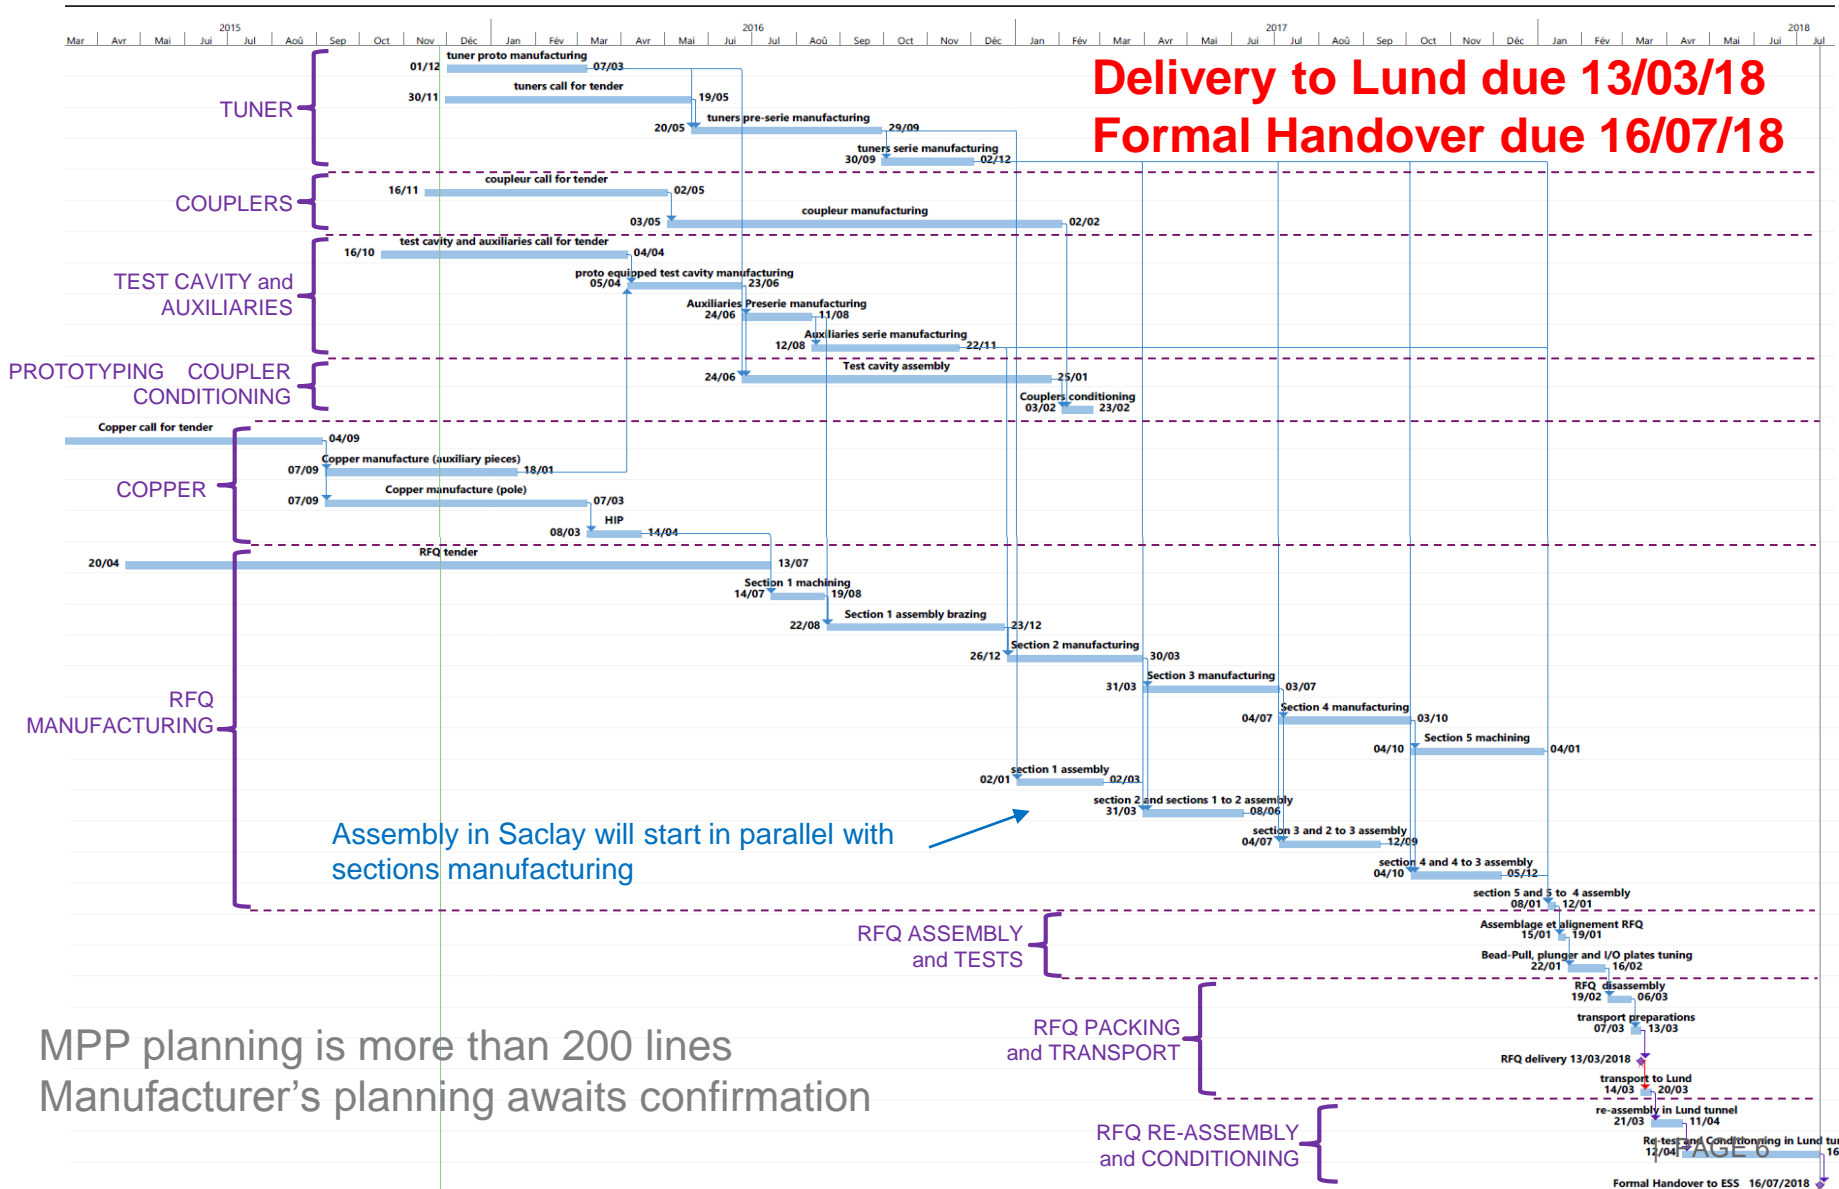 2015 2016 2017 2018
Mar Avr Mai Jui Jul Aoû Sep Oct Nov Déc Jan Fév Mar Avr Mai Jui Jul Aoû Sep Oct Nov Déc Jan Fév Mar Avr Mai Jui Jul Aoû Sep Oct Nov Déc Jan Fév Mar Avr Mai Jui Jul
Delivery to Lund due 13/03/18
Formal Handover due 16/07/18
TUNER
tuner proto manufacturing
01/12 07/03
tuners call for tender
30/11 19/05
tuners pre-serie manufacturing
20/05 29/09
tuners serie manufacturing
30/09 02/12
COUPLERS
coupleur call for tender
16/11 02/05
coupleur manufacturing
03/05 02/02
TEST CAVITY and
AUXILIARIES
test cavity and auxiliaries call for tender
16/10 04/04
proto equipped test cavity manufacturing
05/04 23/06
Auxiliaries Preserie manufacturing
24/06 11/08
Auxiliaries serie manufacturing
12/08 22/11
PROTOTYPING COUPLER
CONDITIONING
Test cavity assembly
24/06 25/01
Couplers conditioning
03/02 23/02
COPPER
Copper call for tender
04/09
Copper manufacture (auxiliary pieces)
07/09 18/01
Copper manufacture (pole)
07/09 07/03
HIP
08/03 14/04
RFQ
MANUFACTURING
RFQ tender
20/04 13/07
Section 1 machining
14/07 19/08
Section 1 assembly brazing
22/08 23/12
Section 2 manufacturing
26/12 30/03
Section 3 manufacturing
31/03 03/07
Section 4 manufacturing
04/07 03/10
Section 5 machining
04/10 04/01
section 1 assembly
02/01 02/03
section 2 and sections 1 to 2 assembly
31/03 08/06
Assembly in Saclay will start in parallel with
sections manufacturing
section 3 and 2 to 3 assembly
04/07 12/09
section 4 and 4 to 3 assembly
04/10 05/12
section 5 and 5 to 4 assembly
08/01 12/01
RFQ ASSEMBLY
and TESTS
Assemblage et alignement RFQ
15/01 19/01
Bead-Pull, plunger and I/O plates tuning
22/01 16/02
RFQ PACKING
and TRANSPORT
RFQ disassembly
19/02 06/03
transport preparations
07/03 13/03
RFQ delivery 13/03/2018
transport to Lund
14/03 20/03
MPP planning is more than 200 lines
Manufacturer's planning awaits confirmation
RFQ RE-ASSEMBLY
and CONDITIONING
re-assembly in Lund tunnel
21/03 11/04
Re-test and Conditionning in Lund tu
12/04 16
| PAGE 6
Formal Handover to ESS 16/07/2018